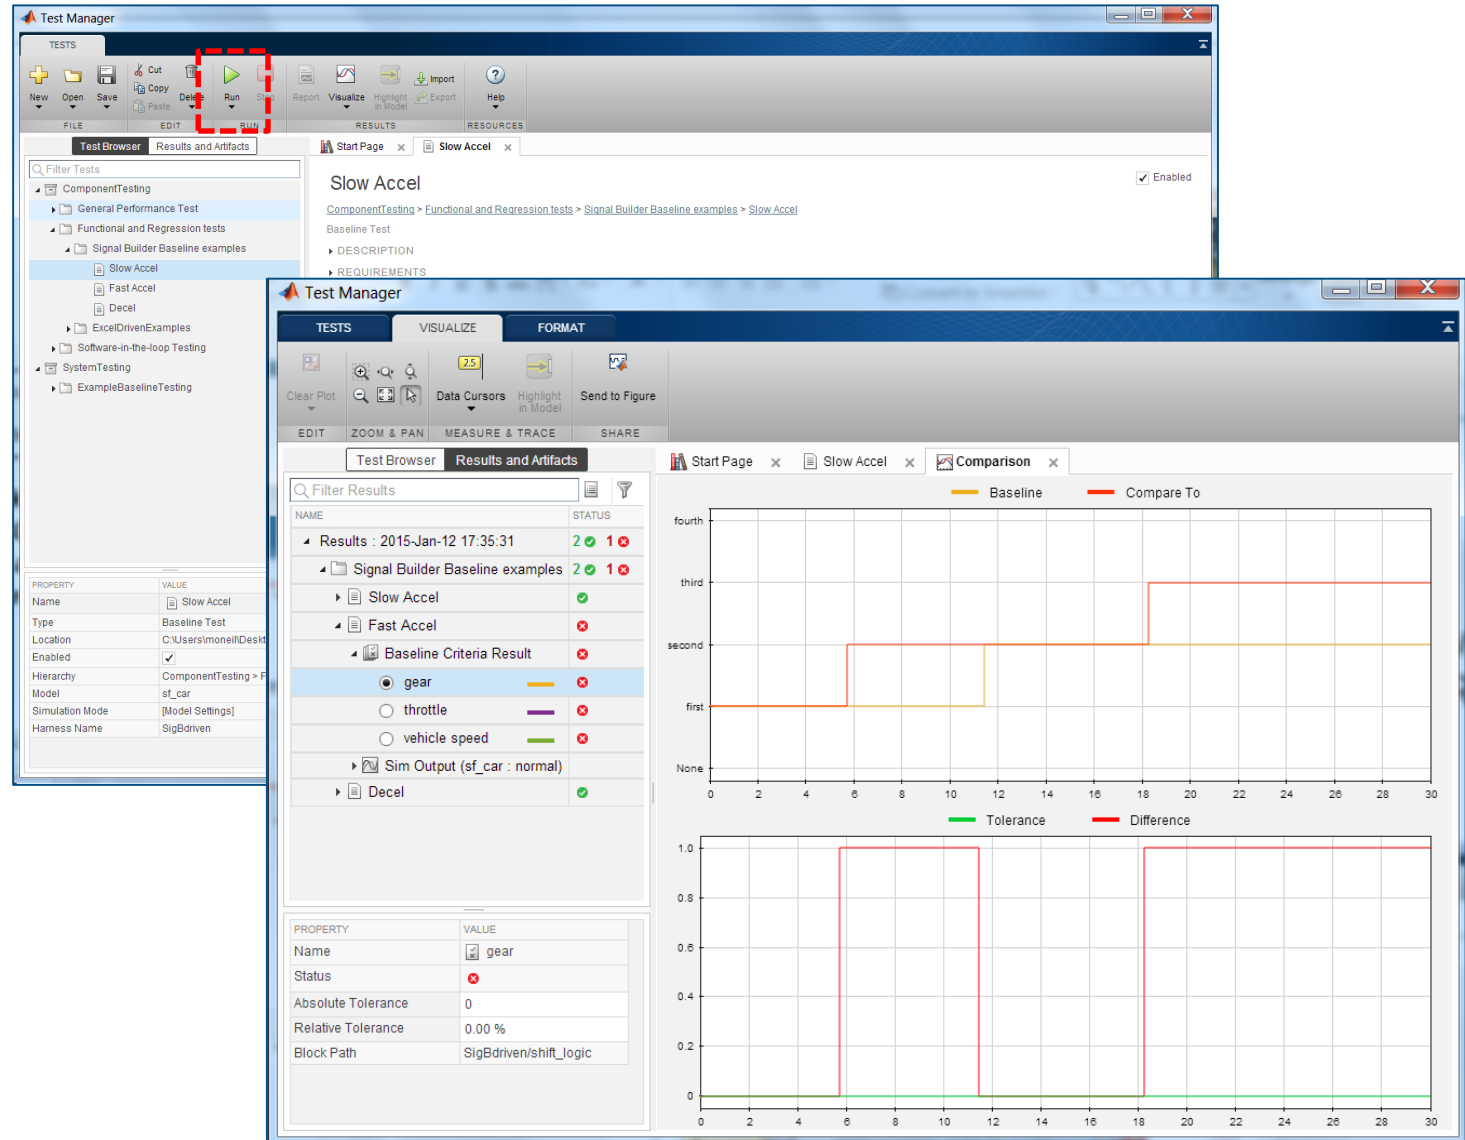 Test Manager
TESTS
New
Open
Save
Cut
Copy
Paste
Delete
Run
Stop
Report
Visualize
Highlight
in Model
Import
Export
Help
FILE
EDIT
RUN
RESULTS
RESOURCES
Test Browser
Results and Artifacts
Filter Tests
ComponentTesting
General Performance Test
Functional and Regression tests
Signal Builder Baseline examples
Slow Accel
Fast Accel
Decel
ExcelDrivenExamples
Software-in-the-loop Testing
SystemTesting
ExampleBaselineTesting
Start Page
Slow Accel
Slow Accel
Enabled
ComponentTesting > Functional and Regression tests > Signal Builder Baseline examples > Slow Accel
Baseline Test
DESCRIPTION
REQUIREMENTS
PROPERTY VALUE
Name Slow Accel
Type Baseline Test
Location C:\Users\moneil\Deskt
Enabled
Hierarchy ComponentTesting > F
Model sf_car
Simulation Mode [Model Settings]
Harness Name SigBdriven
Test Manager
TESTS
VISUALIZE
FORMAT
Clear Plot
2.5
Data Cursors
Highlight
in Model
Send to Figure
EDIT
ZOOM & PAN
MEASURE & TRACE
SHARE
Test Browser
Results and Artifacts
Filter Results
NAME STATUS
Results : 2015-Jan-12 17:35:31 2 1
Signal Builder Baseline examples 2 1
Slow Accel
Fast Accel
Baseline Criteria Result
gear
throttle
vehicle speed
Sim Output (sf_car : normal)
Decel
PROPERTY VALUE
Name gear
Status
Absolute Tolerance 0
Relative Tolerance 0.00 %
Block Path SigBdriven/shift_logic
Start Page
Slow Accel
Comparison
Baseline Compare To
fourth
third
second
first
None
0 2 4 6 8 10 12 14 16 18 20 22 24 26 28 30
Tolerance Difference
1.0
0.8
0.6
0.4
0.2
0
0 2 4 6 8 10 12 14 16 18 20 22 24 26 28 30